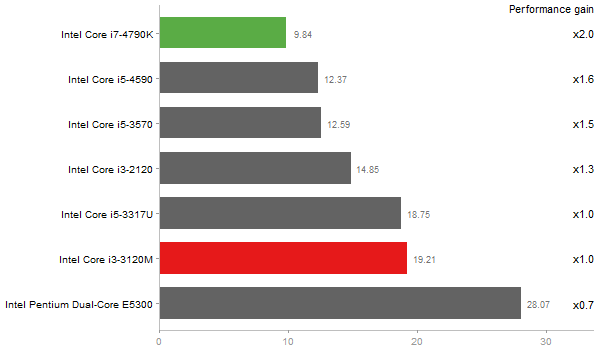 Performance gain
Intel Core i7-4790K 9.84 x2.0
Intel Core i5-4590 12.37 x1.6
Intel Core i5-3570 12.59 x1.5
Intel Core i3-2120 14.85 x1.3
Intel Core i5-3317U 18.75 x1.0
Intel Core i3-3120M 19.21 x1.0
Intel Pentium Dual-Core E5300 28.07 x0.7
0 10 20 30